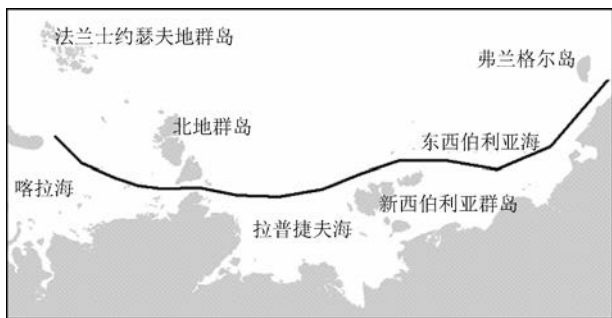 法兰士约瑟夫地群岛
弗兰格尔岛
北地群岛
东西伯利亚海
喀拉海
新西伯利亚群岛
拉普捷夫海